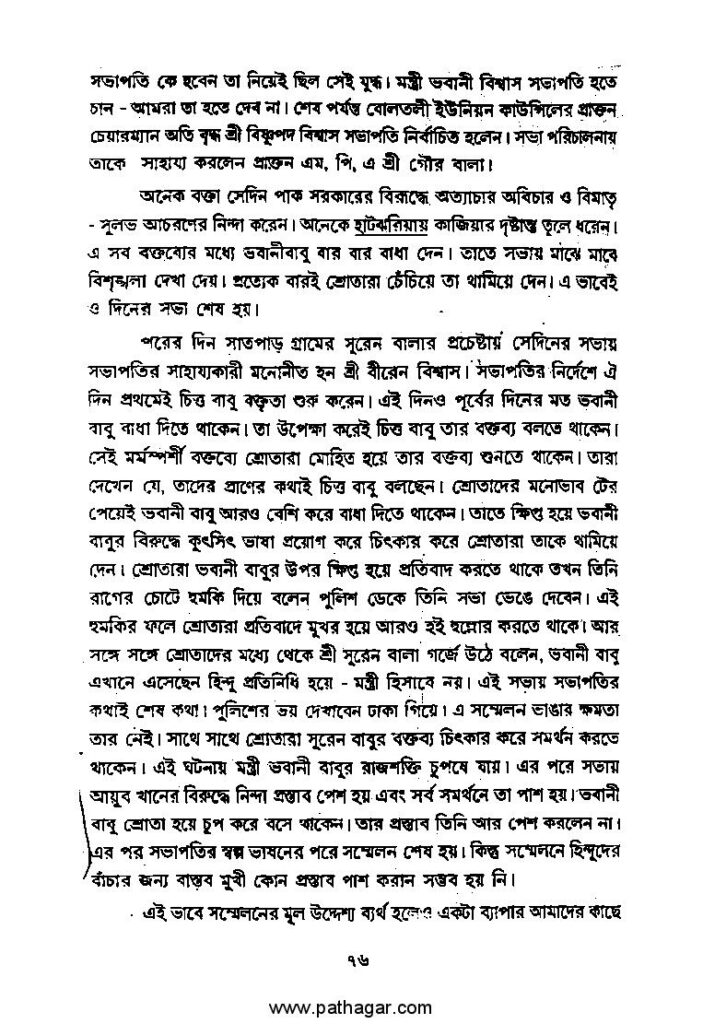 সভাপতি কে হবেন তা নিয়েই ছিল সেই যুদ্ধ। মন্ত্রী ভবানী বিশ্বাস সভাপতি হতে
চান - আমরা তা হতে দেব না। শেষ পর্যন্ত বোলতলী ইউনিয়ন কাউন্সিলের প্রাক্তন
চেয়ারম্যান অতি বৃদ্ধ শ্রী বিষ্ণুপদ বিশ্বাস সভাপতি নির্বাচিত হলেন। সভা পরিচালনায়
তাকে সাহায্য করলেন প্রাক্তন এম, পি, এ শ্রী গৌর বালা।
অনেক বক্তা সেদিন পাক সরকারের বিরূদ্ধে অত্যাচার অবিচার ও বিমাতৃ
- সূলভ আচরণের নিন্দা করেন। অনেকে হাটঝরিয়ায় কাজিয়ার দৃষ্টান্ত তুলে ধরেন।
এ সব বক্তব্যের মধ্যে ভবানীবাবু বার বার বাধা দেন। তাতে সভায় মাঝে মাঝে
বিশৃঙ্খলা দেখা দেয়। প্রত্যেক বারই শ্রোতারা চেঁচিয়ে তা থামিয়ে দেন। এ ভাবেই
ও দিনের সভা শেষ হয়।
পরের দিন সাতপাড় গ্রামের সূরেন বালার প্রচেষ্টায় সেদিনের সভায়
সভাপতির সাহায্যকারী মনোনীত হন শ্রী বীরেন বিশ্বাস। সভাপতির নির্দেশে ঐ
দিন প্রথমেই চিত্ত বাবু বক্তৃতা শুরু করেন। এই দিনও পূর্বের দিনের মত ভবানী
বাবু বাধা দিতে থাকেন। তা উপেক্ষা করেই চিত্ত বাবু তার বক্তব্য বলতে থাকেন।
সেই মর্মস্পর্শী বক্তব্যে শ্রোতারা মোহিত হয়ে তার বক্তব্য শুনতে থাকেন। তারা
দেখেন যে, তাদের প্রাণের কথাই চিত্ত বাবু বলছেন। শ্রোতাদের মনোভাব টের
পেয়েই ভবানী বাবু আরও বেশি করে বাধা দিতে থাকেন। তাতে ক্ষিপ্ত হয়ে ভবানী
বাবুর বিরুদ্ধে কুৎসিৎ ভাষা প্রয়োগ করে চিৎকার করে শ্রোতারা তাকে থামিয়ে
দেন। শ্রোতারা ভবানী বাবুর উপর ক্ষিপ্ত হয়ে প্রতিবাদ করতে থাকে তখন তিনি
রাগের চোটে হুমকি দিয়ে বলেন পুলিশ ডেকে তিনি সভা ভেঙে দেবেন। এই
হুমকির ফলে শ্রোতারা প্রতিবাদে মুখর হয়ে আরও হই হুল্লোর করতে থাকে। আর
সঙ্গে সঙ্গে শ্রোতাদের মধ্যে থেকে শ্রী সূরেন বালা গর্জে উঠে বলেন, ভবানী বাবু
এখানে এসেছেন হিন্দু প্রতিনিধি হয়ে - মন্ত্রী হিসাবে নয়। এই সভায় সভাপতির
কথাই শেষ কথা। পুলিশের ভয় দেখাবেন ঢাকা গিয়ে। এ সম্মেলন ভাঙার ক্ষমতা
তার নেই। সাথে সাথে শ্র্যোতারা সূরেন বাবুর বক্তব্য চিৎকার করে সমর্থন করতে
থাকেন। এই ঘটনায় মন্ত্রী ভবানী বাবুর রাজশক্তি চুপষে যায়। এর পরে সভায়
আয়ুব খানের বিরুদ্ধে নিন্দা প্রস্তাব পেশ হয় এবং সর্ব সমর্থনে তা পাশ হয়। ভবানী
বাবু শ্রোতা হয়ে চুপ করে বসে থাকেন। তার প্রস্তাব তিনি আর পেশ করলেন না।
এর পর সভাপতির স্বল্প ভাষনের পরে সম্মেলন শেষ হয়। কিন্তু সম্মেলনে হিন্দুদের
বাঁচার জন্য বাস্তব মুখী কোন প্রস্তাব পাশ করান সম্ভব হয় নি।
এই ভাবে সম্মেলনের মূল উদ্দেশ্য ব্যর্থ হলেও একটা ব্যাপার আমাদের কাছে
৭৬
www.pathagar.com